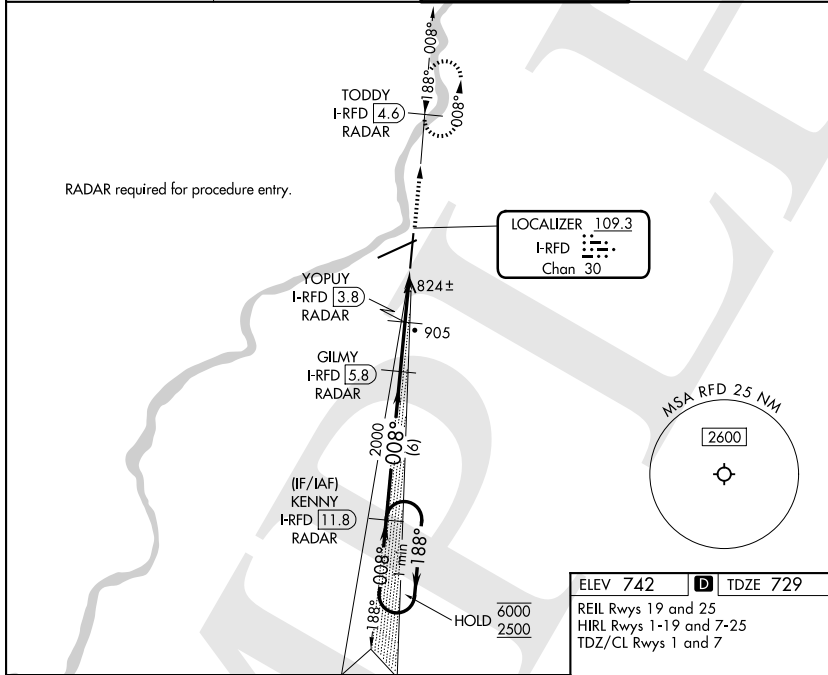 008°
188°
008°
TODDY
I-RFD 4.6
RADAR
RADAR required for procedure entry.
LOCALIZER 109.3
I-RFD
Chan 30
YOPUY
I-RFD 3.8
RADAR
824±
905
GILMY
I-RFD 5.8
RADAR
MSA RFD 25 NM
2600
2000
008°
(6)
(IF/IAF)
KENNY
I-RFD 11.8
RADAR
008°
1 min
188°
188°
HOLD 6000
2500
ELEV 742 D TDZE 729
REIL Rwys 19 and 25
HIRL Rwys 1-19 and 7-25
TDZ/CL Rwys 1 and 7